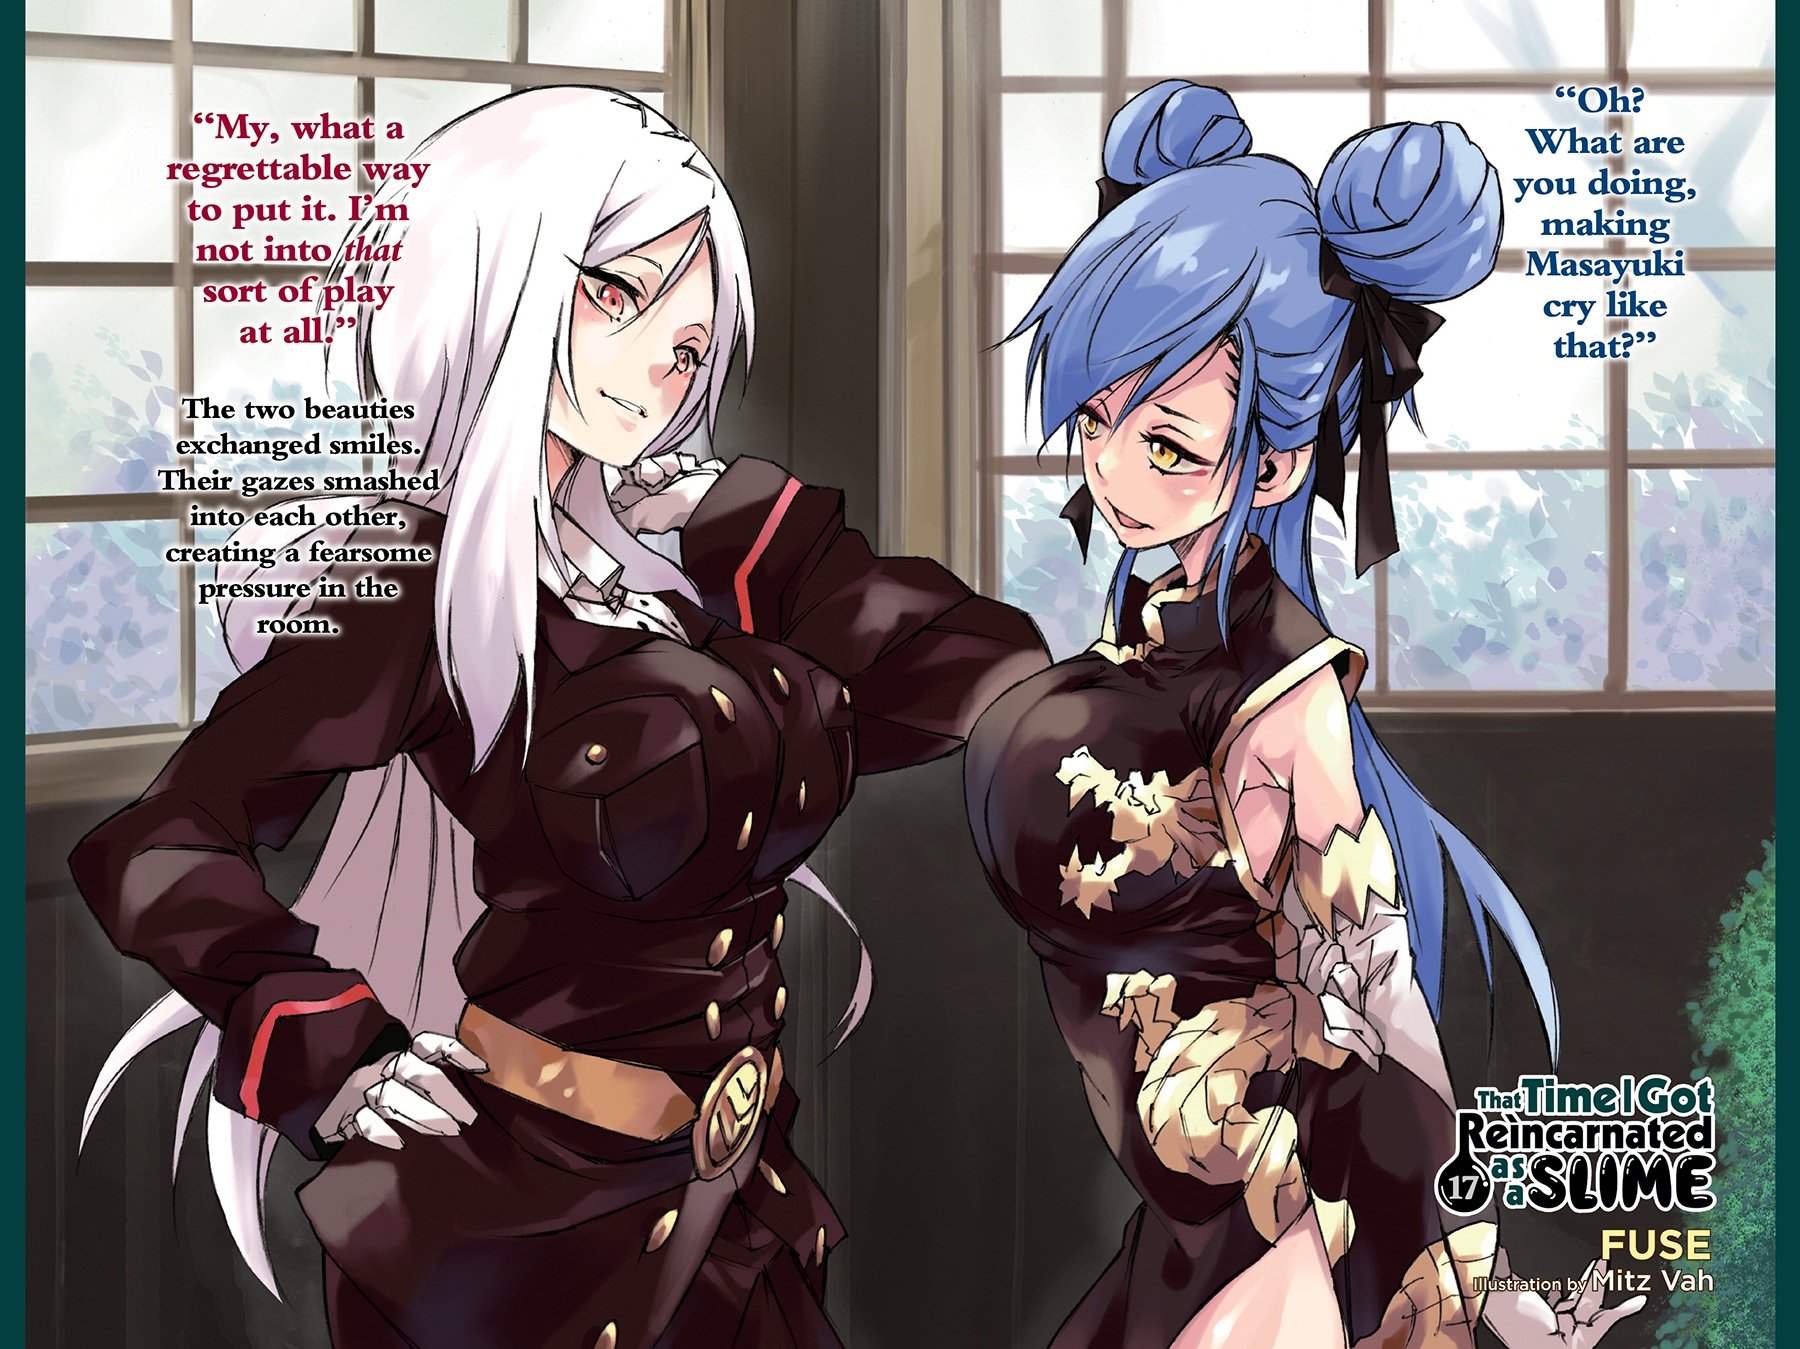 “My, what a
regrettable way
to put it. I’m
not into that
sort of play
at all.”
The two beauties
exchanged smiles.
Their gazes smashed
into each other,
creating a fearsome
pressure in the
room.
“Oh?
What are
you doing,
making
Masayuki
cry like
that?”
That Time I Got
Reincarnated
as
a SLIME
17
FUSE
Illustration by Mitz Vah